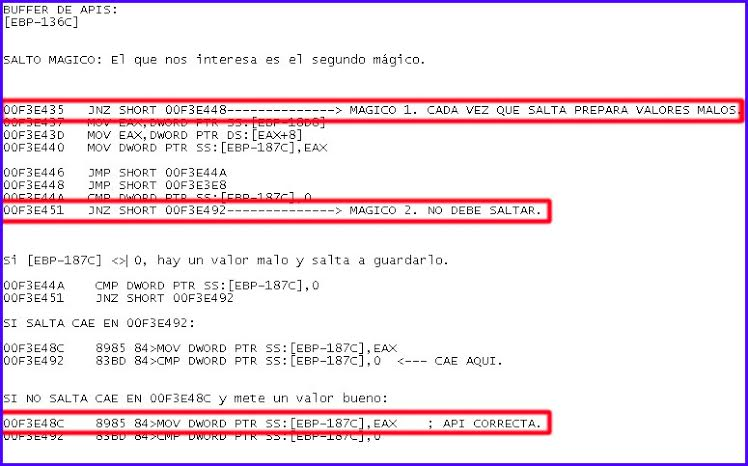 BUFFER DE APIS:
[EBP-136C]
SALTO MAGICO: El que nos interesa es el segundo mágico.
00F3E435 JNZ SHORT 00F3E448--------------> MAGICO 1. CADA VEZ QUE SALTA PREPARA VALORES MALOS.
00F3E437 MOV EAX,DWORD PTR SS:[EBP-18D8]
00F3E43D MOV EAX,DWORD PTR DS:[EAX+8]
00F3E440 MOV DWORD PTR SS:[EBP-187C],EAX
00F3E446 JMP SHORT 00F3E44A
00F3E448 JMP SHORT 00F3E3E8
00F3E44A CMP DWORD PTR SS:[EBP-187C],0
00F3E451 JNZ SHORT 00F3E492--------------> MAGICO 2. NO DEBE SALTAR.
Si [EBP-187C] <> 0, hay un valor malo y salta a guardarlo.
00F3E44A CMP DWORD PTR SS:[EBP-187C],0
00F3E451 JNZ SHORT 00F3E492
SI SALTA CAE EN 00F3E492:
00F3E48C 8985 84>MOV DWORD PTR SS:[EBP-187C],EAX
00F3E492 83BD 84>CMP DWORD PTR SS:[EBP-187C],0 <--- CAE AQUI.
SI NO SALTA CAE EN 00F3E48C y mete un valor bueno:
00F3E48C 8985 84>MOV DWORD PTR SS:[EBP-187C],EAX ; API CORRECTA.
00F3E492 83BD 84>CMP DWORD PTR SS:[EBP-187C],0